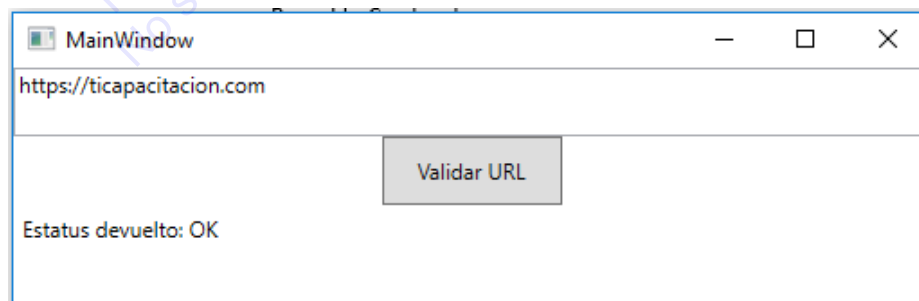 MainWindow
https://ticapacitacion.com
Validar URL
Estatus devuelto: OK